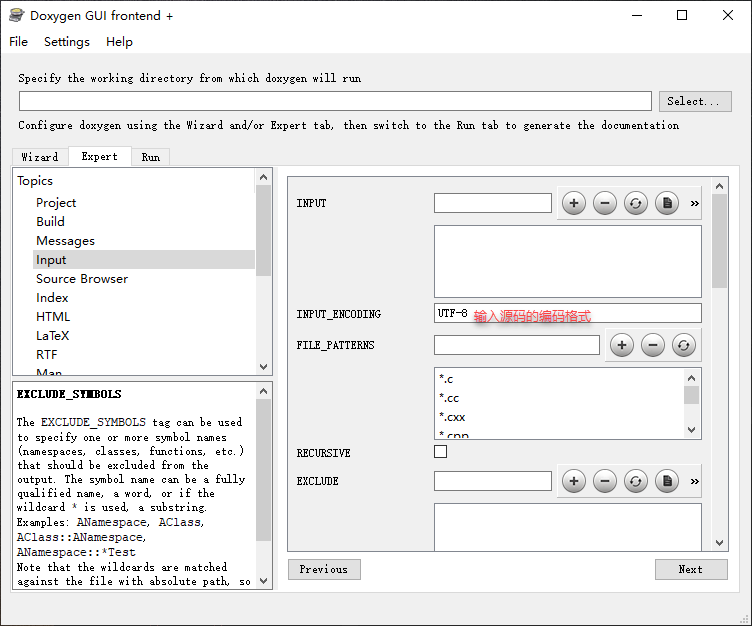 Doxygen GUI frontend +
File Settings Help
Specify the working directory from which doxygen will run
Select...
Configure doxygen using the Wizard and/or Expert tab, then switch to the Run tab to generate the documentation
Wizard Expert Run
Topics
Project
Build
Messages
Input
Source Browser
Index
HTML
LaTeX
RTF
Man
EXCLUDE_SYMBOLS
The EXCLUDE_SYMBOLS tag can be used
to specify one or more symbol names
(namespaces, classes, functions, etc.)
that should be excluded from the
output. The symbol name can be a fully
qualified name, a word, or if the
wildcard * is used, a substring.
Examples: ANamespace, AClass,
AClass::ANamespace,
ANamespace::*Test
Note that the wildcards are matched
against the file with absolute path, so
INPUT
»
INPUT_ENCODING UTF-8 输入源码的编码格式
FILE_PATTERNS
*.c
*.cc
*.cxx
*.cpp
RECURSIVE
EXCLUDE
»
Previous Next